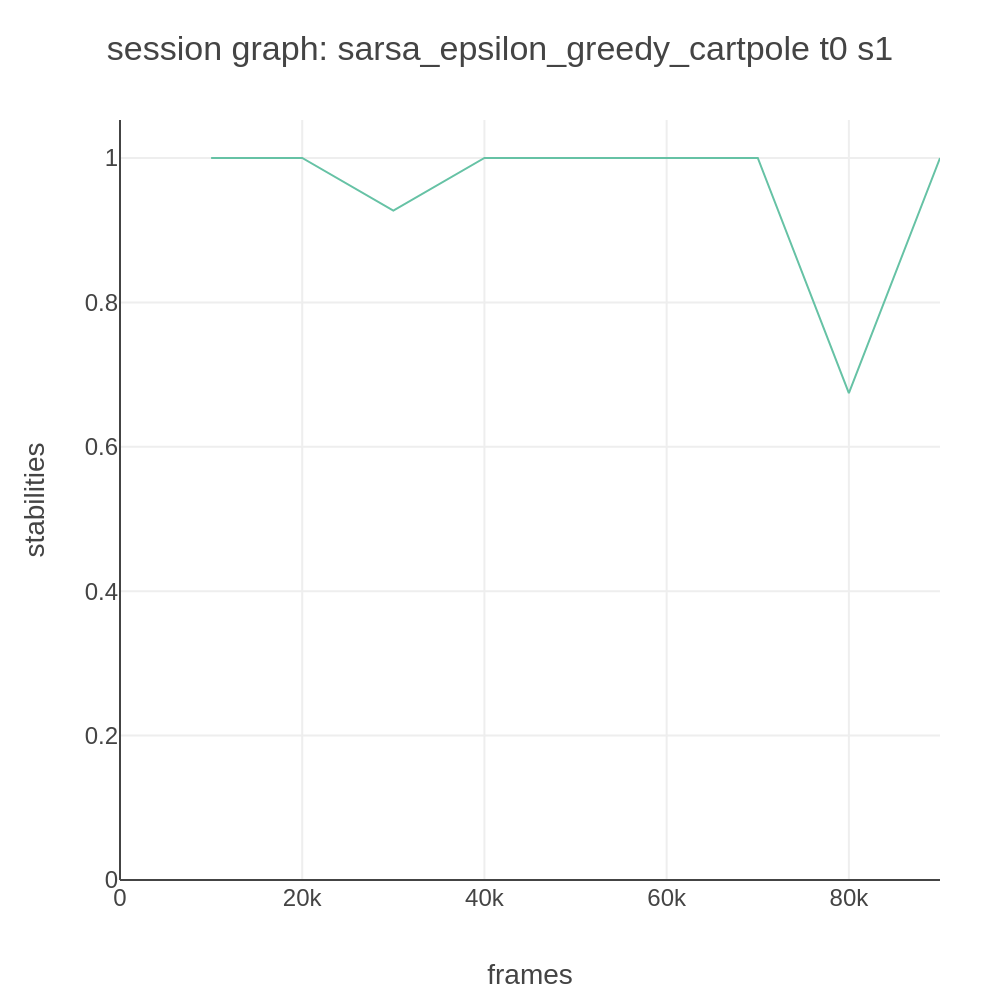 session graph: sarsa_epsilon_greedy_cartpole t0 s1
1
0.8
0.6
0.4
0.2
0
stabilities
0
20k
40k
60k
80k
frames